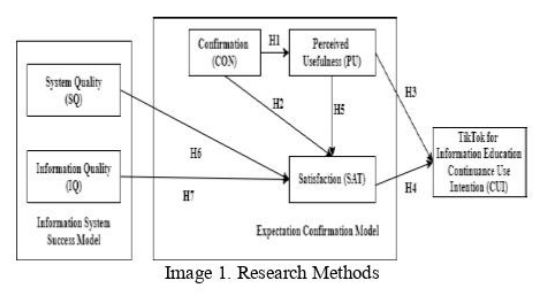 Confirmation
(CON)
H1
Perceived
Usefulness (PU)
System Quality
(SQ)
H2
H5
H3
TikTok for
Information Education
Continuance Use
Intention (CUI)
H6
Information Quality
(IQ)
H7
Satisfaction (SAT)
H4
Information System
Success Model
Expectation Confirmation Model
Image 1. Research Methods